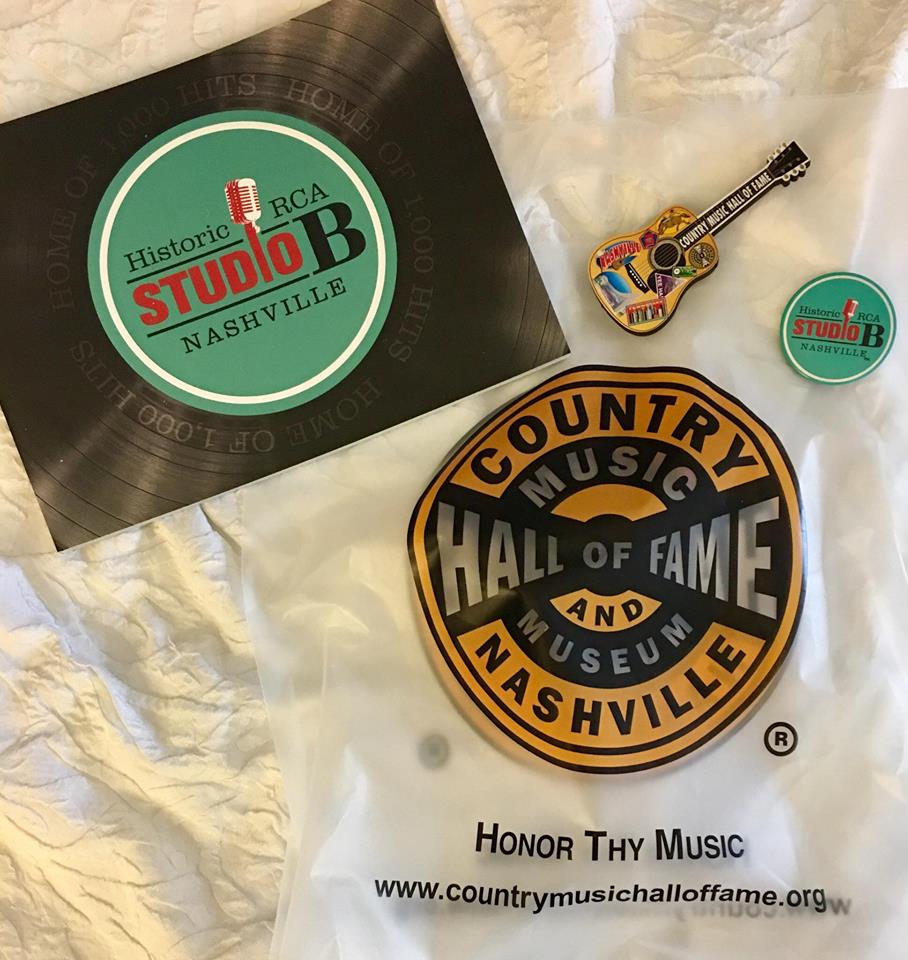 HOME OF 1,000 HITS HOME OF 1,000 HITS HOME OF 1,000 HITS
Historic RCA
STUDIO B
NASHVILLE
COUNTRY MUSIC HALL OF FAME
NASHVILLE
Historic RCA
STUDIO B
NASHVILLE
COUNTRY
MUSIC
HALL OF FAME
AND
MUSEUM
NASHVILLE
®
HONOR THY MUSIC
www.countrymusichalloffame.org